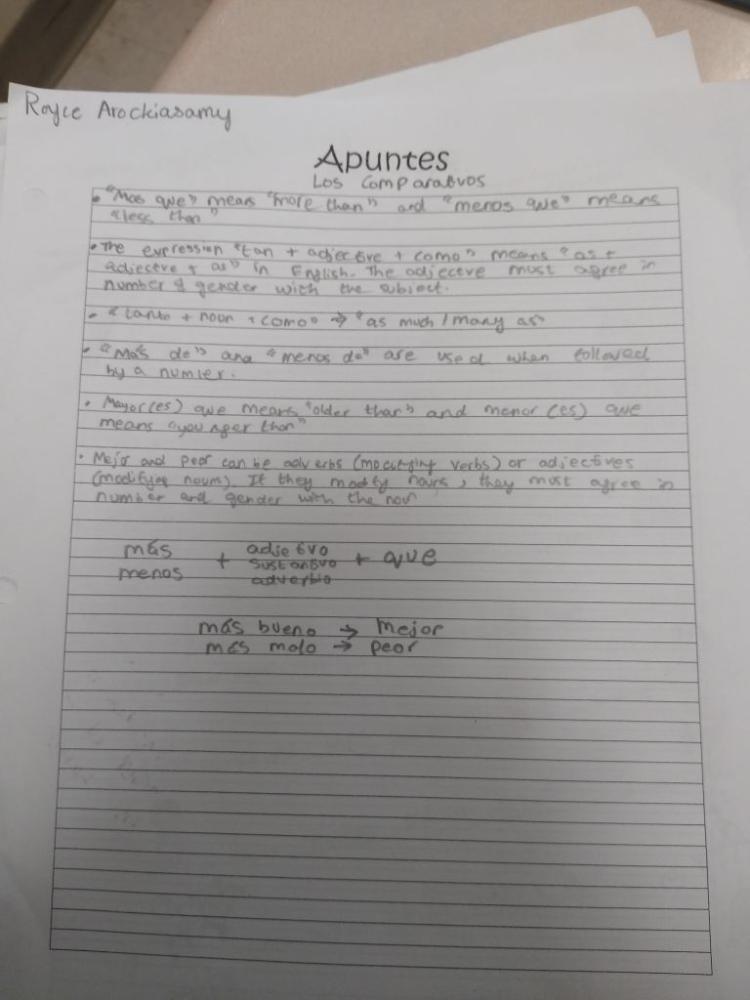 Royce Arockiasamy
Apuntes
Los Comparativos
• "Mas que" means "more than" and "menos que" means
"less than"
• The expression "tan + adjective + como" means "as +
adjective + as" in English. The adjective must agree in
number & gender with the subject.
• "tanto + noun + como" → "as much/many as"
• "Más de" and "menos de" are used when followed
by a number.
• Mayor(es) que means "older than" and menor(es) que
means "younger than"
• Mejor and Peor can be adverbs (modifying verbs) or adjectives
(modifying nouns). If they modify nouns, they must agree in
number and gender with the noun
más + adjetivo + que
menos sustantivo
adverbio
más bueno → Mejor
más malo → peor